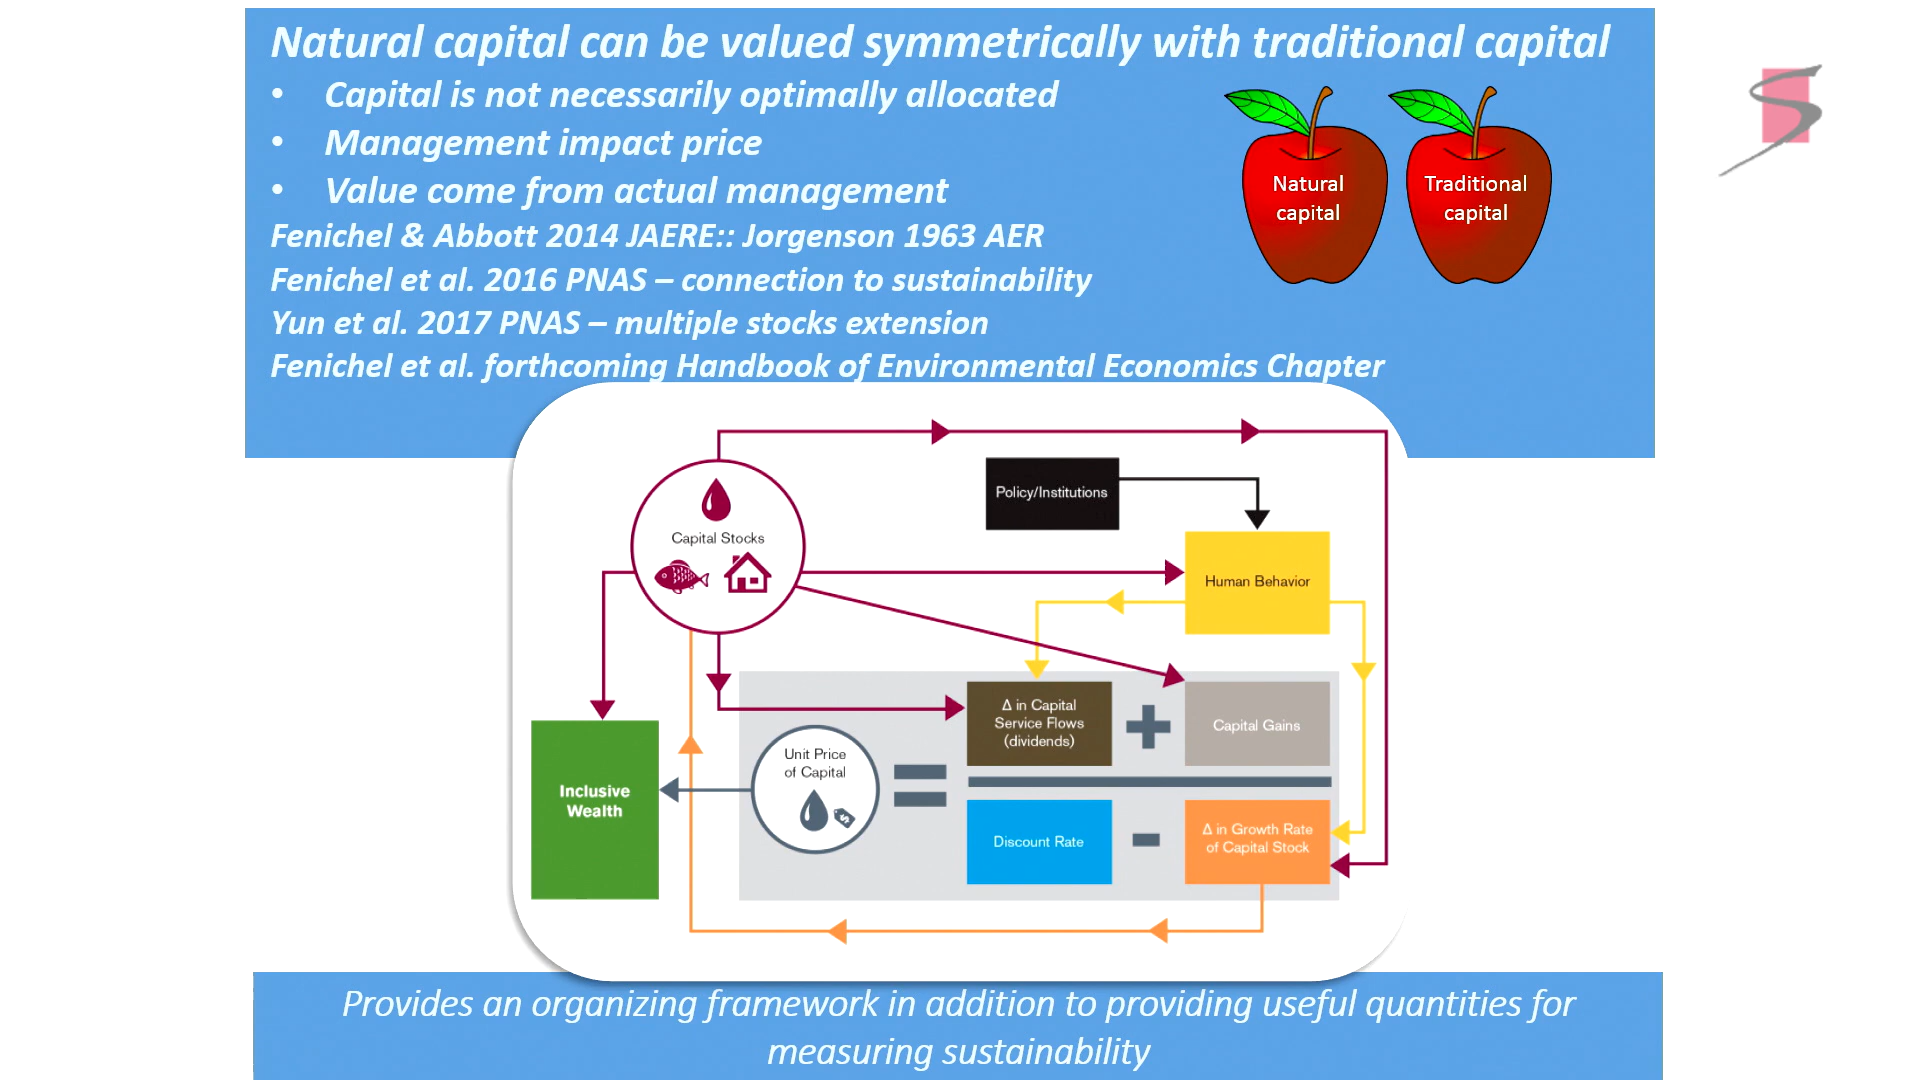 Natural capital can be valued symmetrically with traditional capital
• Capital is not necessarily optimally allocated
• Management impact price
• Value come from actual management
Fenichel & Abbott 2014 JAERE:: Jorgenson 1963 AER
Fenichel et al. 2016 PNAS – connection to sustainability
Yun et al. 2017 PNAS – multiple stocks extension
Fenichel et al. forthcoming Handbook of Environmental Economics Chapter
Natural
capital
Traditional
capital
Policy/Institutions
Capital Stocks
Human Behavior
Δ in Capital
Service Flows
(dividends)
Capital Gains
Unit Price
of Capital
$
Inclusive
Wealth
Discount Rate
Δ in Growth Rate
of Capital Stock
Provides an organizing framework in addition to providing useful quantities for
measuring sustainability